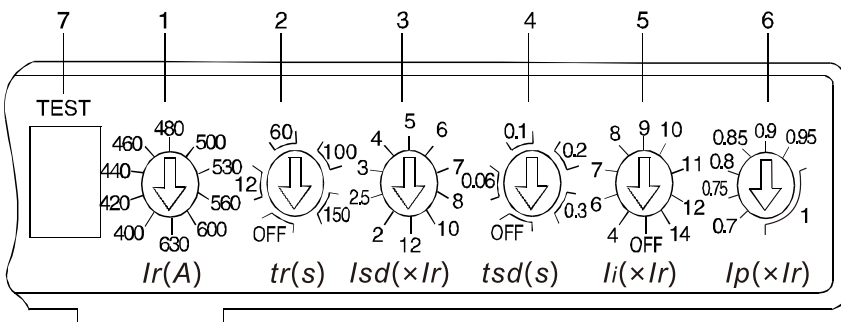 7 1 2 3 4 5 6
TEST
400 420 440 460 480 500 530 560 600 630
OFF 12 60 100 150
2 2.5 3 4 5 6 7 8 10 12
OFF 0.06 0.1 0.2 0.3
4 6 7 8 9 10 11 12 14 OFF
0.7 0.75 0.8 0.85 0.9 0.95 1
Ir(A) tr(s) Isd(×Ir) tsd(s) Ii(×Ir) Ip(×Ir)